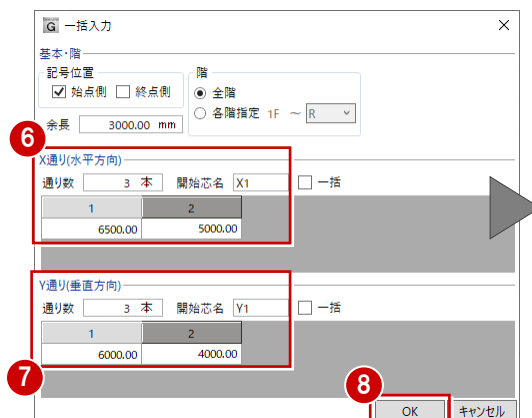 G 一括入力
基本・階
記号位置
始点側 終点側
余長 3000.00 mm
階
全階
各階指定 1F ～ R
6
X通り(水平方向)
通り数 3 本 開始芯名 X1 一括
1 2
6500.00 5000.00
Y通り(垂直方向)
通り数 3 本 開始芯名 Y1 一括
1 2
6000.00 4000.00
7
8
OK キャンセル